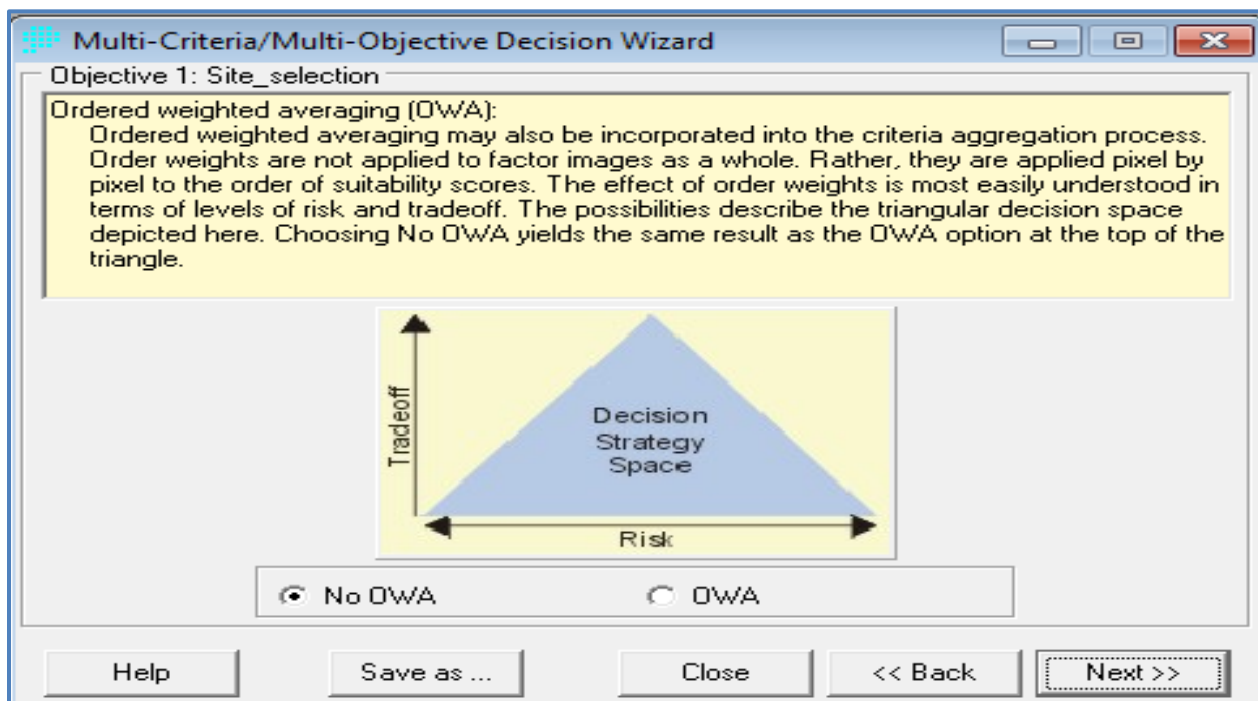 Multi-Criteria/Multi-Objective Decision Wizard
Objective 1: Site_selection
Ordered weighted averaging (OWA):
Ordered weighted averaging may also be incorporated into the criteria aggregation process.
Order weights are not applied to factor images as a whole. Rather, they are applied pixel by
pixel to the order of suitability scores. The effect of order weights is most easily understood in
terms of levels of risk and tradeoff. The possibilities describe the triangular decision space
depicted here. Choosing No OWA yields the same result as the OWA option at the top of the
triangle.
Tradeoff
Decision
Strategy
Space
Risk
No OWA
OWA
Help
Save as ...
Close
<< Back
Next >>